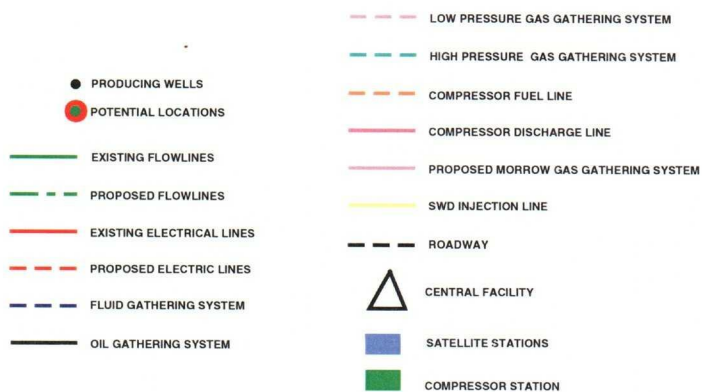 PRODUCING WELLS
POTENTIAL LOCATIONS
EXISTING FLOWLINES
PROPOSED FLOWLINES
EXISTING ELECTRICAL LINES
PROPOSED ELECTRIC LINES
FLUID GATHERING SYSTEM
OIL GATHERING SYSTEM
LOW PRESSURE GAS GATHERING SYSTEM
HIGH PRESSURE GAS GATHERING SYSTEM
COMPRESSOR FUEL LINE
COMPRESSOR DISCHARGE LINE
PROPOSED MORROW GAS GATHERING SYSTEM
SWD INJECTION LINE
ROADWAY
CENTRAL FACILITY
SATELLITE STATIONS
COMPRESSOR STATION